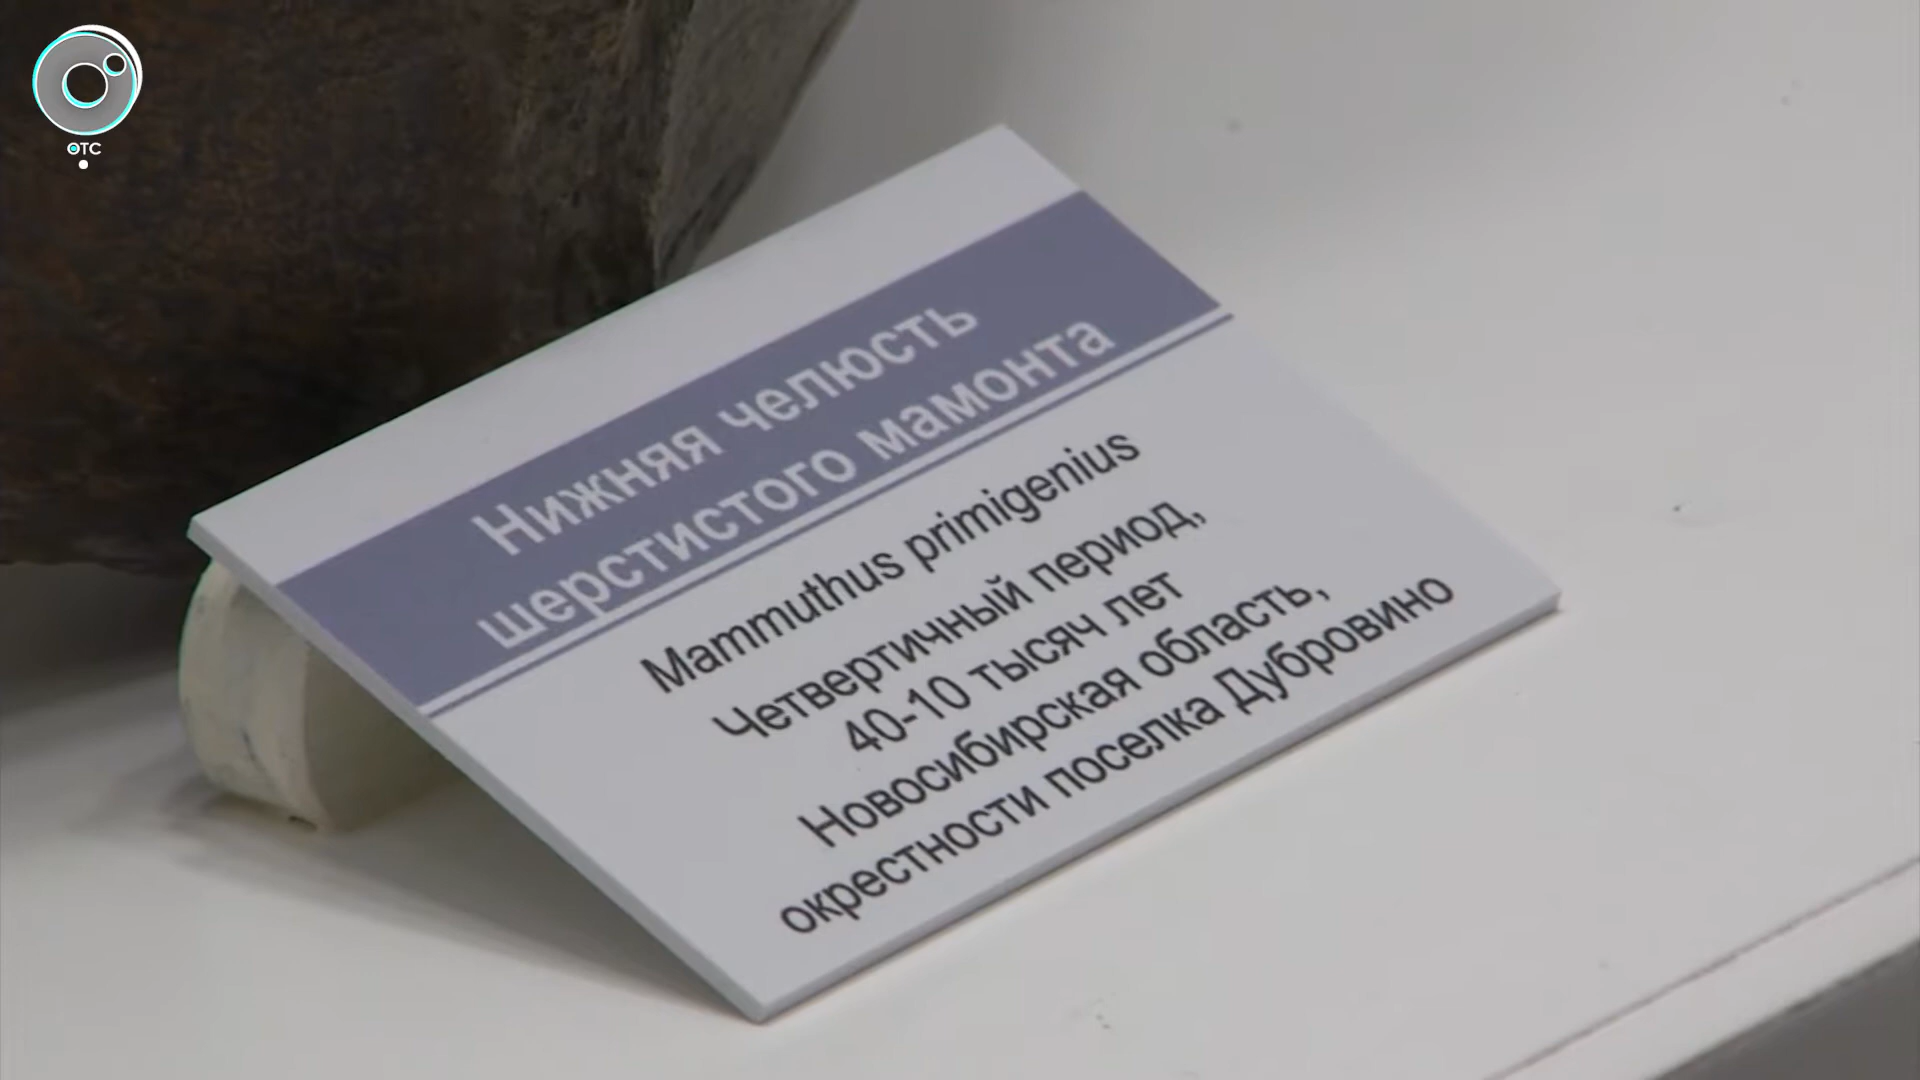 ОТС
Нижняя челюсть
шерстистого мамонта
Mammuthus primigenius
Четвертичный период,
40-10 тысяч лет
Новосибирская область,
окрестности поселка Дубровино